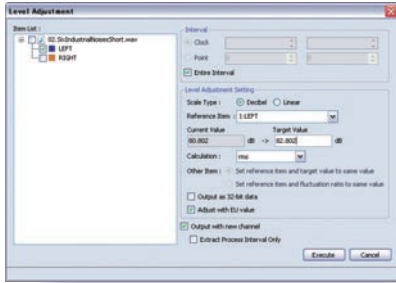 Level Adjustment
Item List :
02.SixIndustrialNoisesShort.wav
LEFT
RIGHT
Interval
Clock
Point
Entire Interval
Level Adjustment Setting
Scale Type : Decibel Linear
Reference Item : 1:LEFT
Current Value Target Value
80.802 dB -> 82.802 dB
Calculation : rms
Other Item : Set reference item and target value to same value
Set reference item and fluctuation ratio to same value
Output as 32-bit data
Adjust with EU value
Output with new channel
Extract Process Interval Only
Execute Cancel